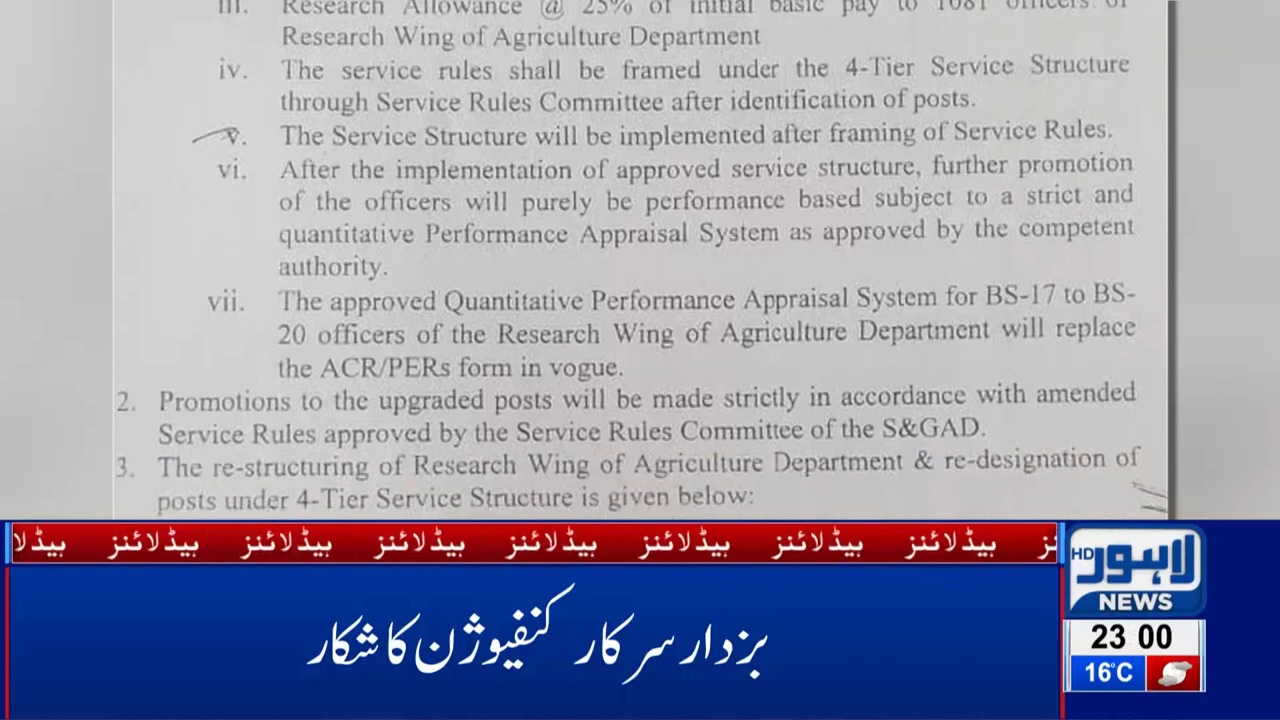 iii. Research Allowance @ 25% of initial basic pay to 1081 officers of
Research Wing of Agriculture Department
iv. The service rules shall be framed under the 4-Tier Service Structure
through Service Rules Committee after identification of posts.
v. The Service Structure will be implemented after framing of Service Rules.
vi. After the implementation of approved service structure, further promotion
of the officers will purely be performance based subject to a strict and
quantitative Performance Appraisal System as approved by the competent
authority.
vii. The approved Quantitative Performance Appraisal System for BS-17 to BS-
20 officers of the Research Wing of Agriculture Department will replace
the ACR/PERs form in vogue.
2. Promotions to the upgraded posts will be made strictly in accordance with amended
Service Rules approved by the Service Rules Committee of the S&GAD.
3. The re-structuring of Research Wing of Agriculture Department & re-designation of
posts under 4-Tier Service Structure is given below:
ہیڈلائنز ہیڈلائنز ہیڈلائنز ہیڈلائنز ہیڈلائنز ہیڈلائنز ہیڈلائنز
بزدار سرکار کنفیوژن کا شکار
HD لاہور
NEWS
23 00
16°C